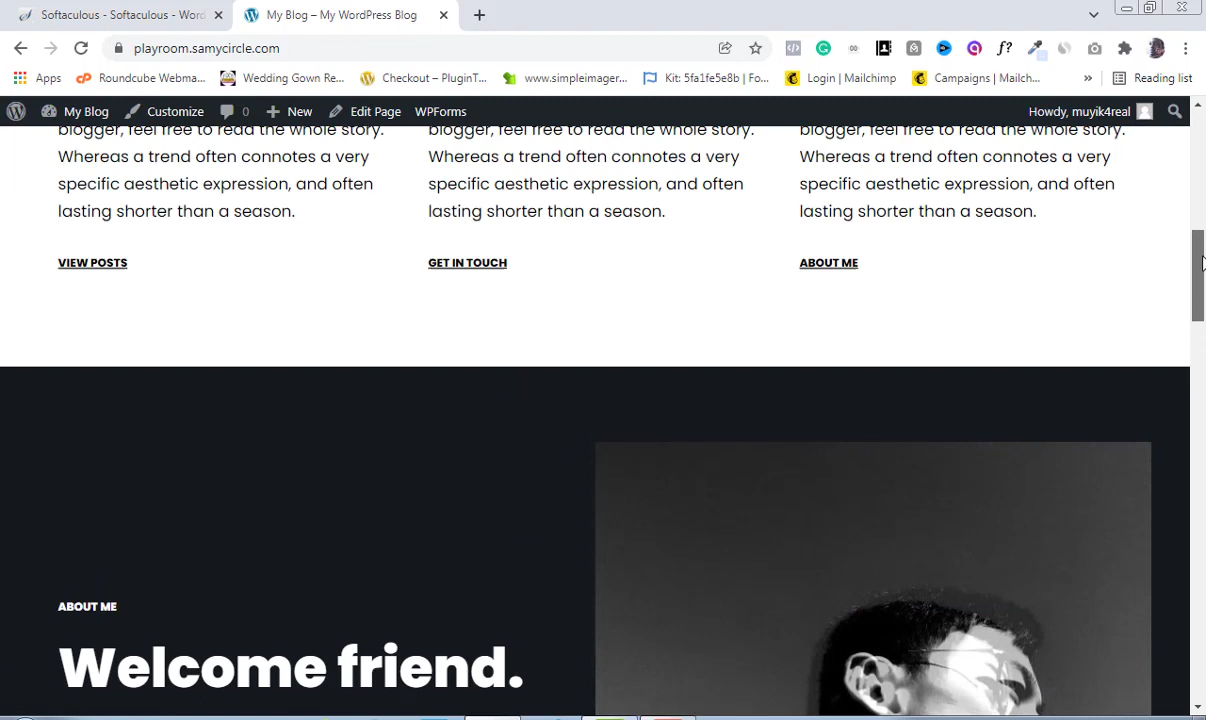 Softaculous - Softaculous - Word
My Blog – My WordPress Blog
playroom.samycircle.com
Apps
Roundcube Webma...
Wedding Gown Re...
Checkout – PluginT...
www.simpleimager...
Kit: 5fa1fe5e8b | Fo...
Login | Mailchimp
Campaigns | Mailch...
»
Reading list
My Blog
Customize
0
New
Edit Page
WPForms
Howdy, muyik4real
blogger, feel free to read the whole story.
Whereas a trend often connotes a very
specific aesthetic expression, and often
lasting shorter than a season.
VIEW POSTS
blogger, feel free to read the whole story.
Whereas a trend often connotes a very
specific aesthetic expression, and often
lasting shorter than a season.
GET IN TOUCH
blogger, feel free to read the whole story.
Whereas a trend often connotes a very
specific aesthetic expression, and often
lasting shorter than a season.
ABOUT ME
ABOUT ME
Welcome friend.